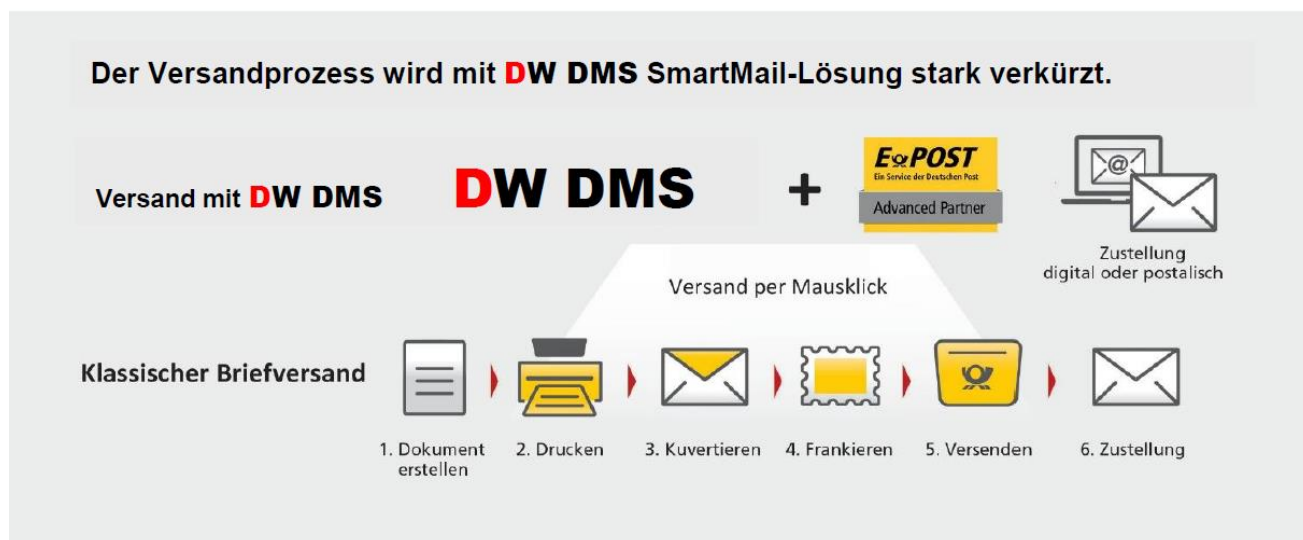 Der Versandprozess wird mit DW DMS SmartMail-Lösung stark verkürzt.
Versand mit DW DMS
DW DMS
+
E POST
Ein Service der Deutschen Post
Advanced Partner
@
Zustellung
digital oder postalisch
Versand per Mausklick
Klassischer Briefversand
1. Dokument
erstellen
2. Drucken
3. Kuvertieren
4. Frankieren
5. Versenden
6. Zustellung